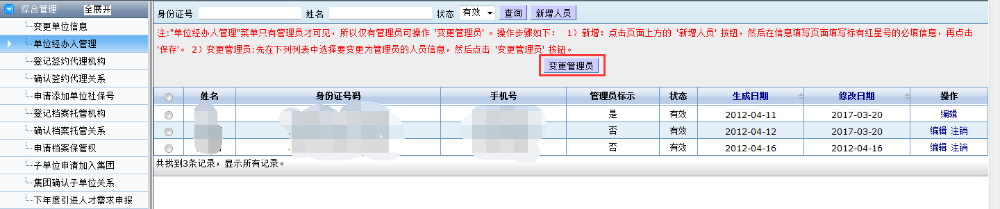 综合管理 全展开
变更单位信息
单位经办人管理
登记签约代理机构
确认签约代理关系
申请添加单位社保号
登记档案托管机构
确认档案托管关系
申请档案保管权
子单位申请加入集团
集团确认子单位关系
下年度引进人才需求申报
身份证号 姓名 状态 有效 查询 新增人员
注:"单位经办人管理"菜单只有管理员才可见，所以仅有管理员可操作 '变更管理员' 。操作步骤如下： 1）新增：点击页面上方的 '新增人员' 按钮，然后在信息填写页面填写标有红星号的必填信息，再点击
'保存'。 2）变更管理员:先在下列列表中选择要变更为管理员的人员信息，然后点击 '变更管理员' 按钮。
变更管理员
姓名 身份证号码 手机号 管理员标示 状态 生成日期 修改日期 操作
是 有效 2012-04-11 2017-03-20 编辑
否 有效 2012-04-12 2017-03-20 编辑 注销
否 有效 2012-04-16 2012-04-16 编辑 注销
共找到3条记录，显示所有记录。